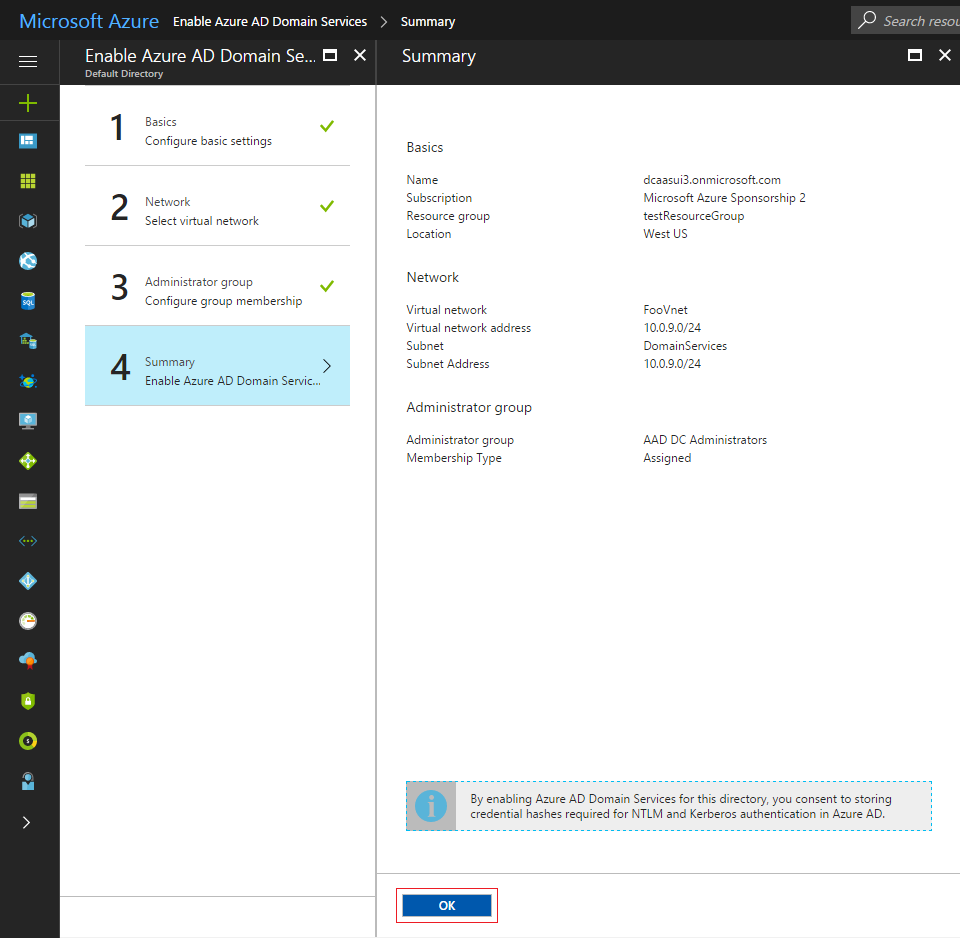 Microsoft Azure Enable Azure AD Domain Services > Summary
Search resou
Enable Azure AD Domain Se...
Default Directory
1
Basics
Configure basic settings
2
Network
Select virtual network
3
Administrator group
Configure group membership
4
Summary
Enable Azure AD Domain Servic...
SQL
Summary
Basics
Name dcaasui3.onmicrosoft.com
Subscription Microsoft Azure Sponsorship 2
Resource group testResourceGroup
Location West US
Network
Virtual network FooVnet
Virtual network address 10.0.9.0/24
Subnet DomainServices
Subnet Address 10.0.9.0/24
Administrator group
Administrator group AAD DC Administrators
Membership Type Assigned
By enabling Azure AD Domain Services for this directory, you consent to storing
credential hashes required for NTLM and Kerberos authentication in Azure AD.
OK